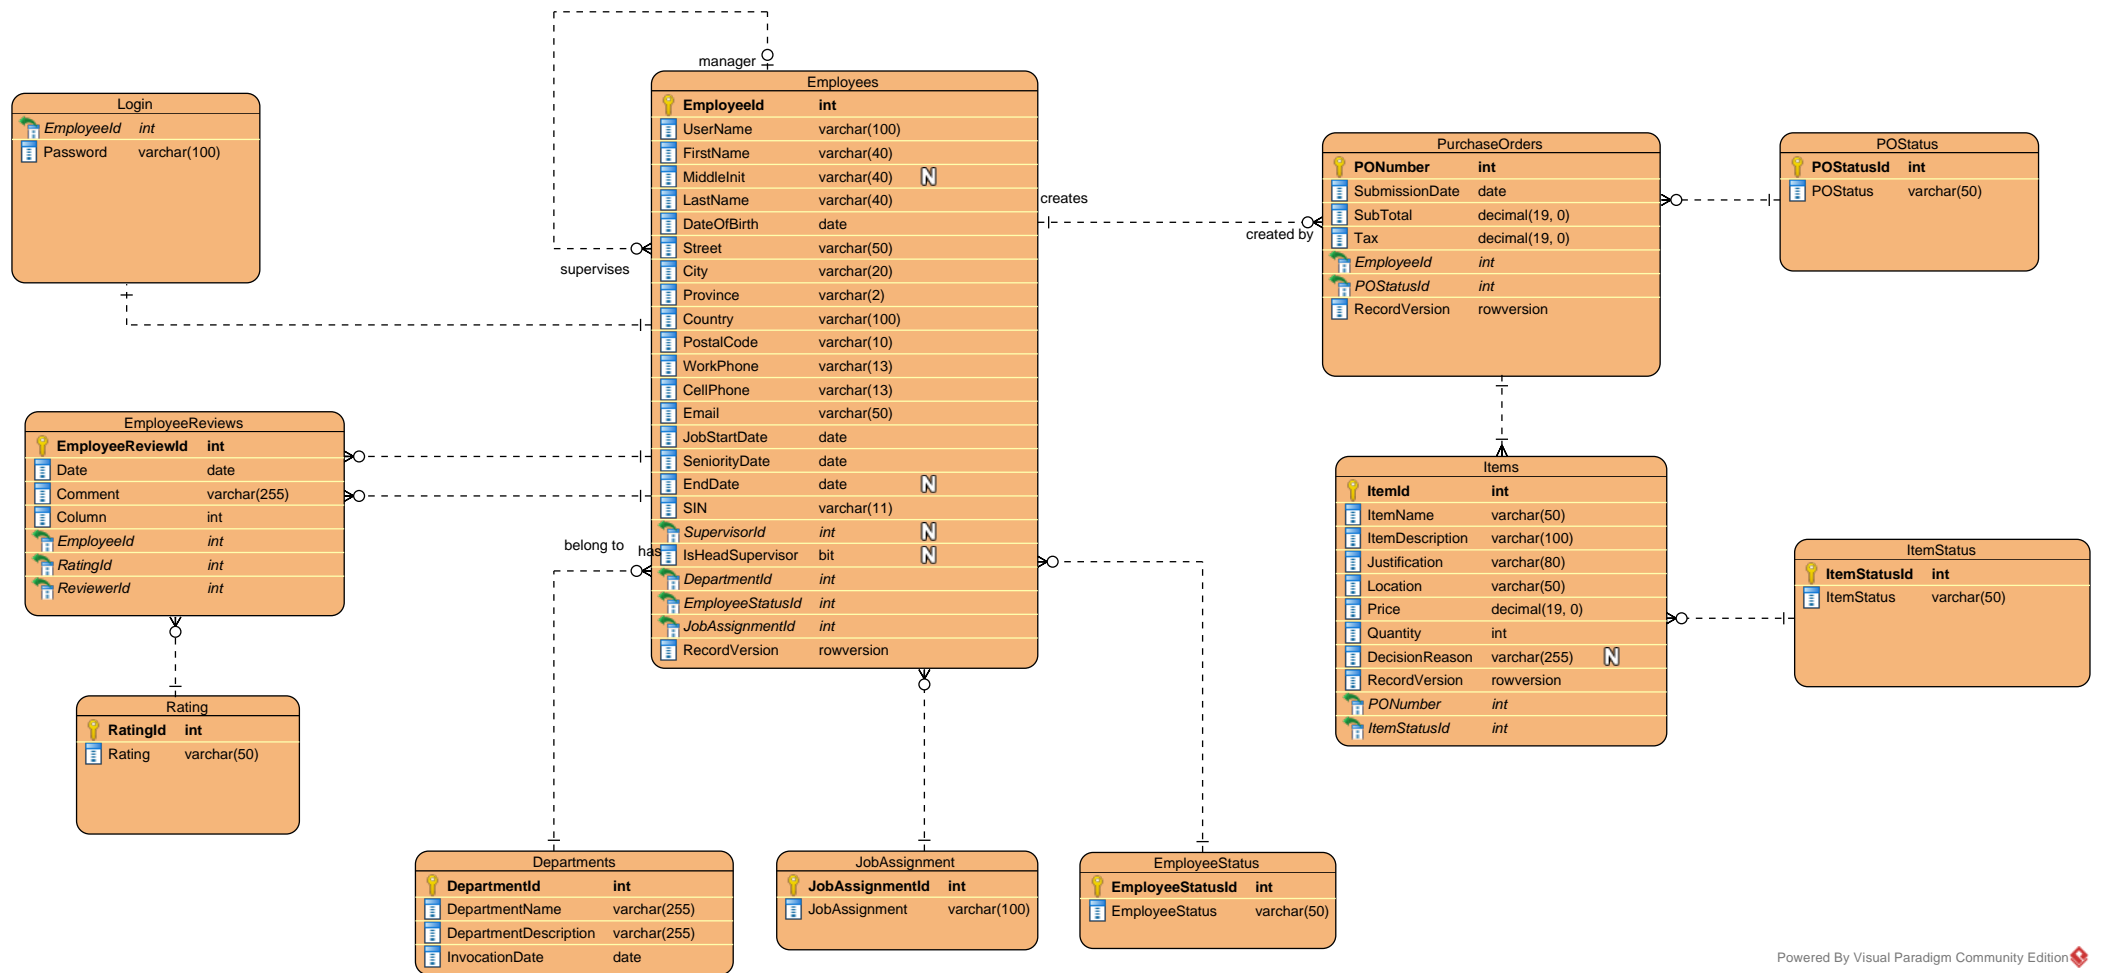 manager
supervises
Login
EmployeeId int
Password varchar(100)
Employees
EmployeeId int
UserName varchar(100)
FirstName varchar(40)
MiddleInit varchar(40) N
LastName varchar(40)
DateOfBirth date
Street varchar(50)
City varchar(20)
Province varchar(2)
Country varchar(100)
PostalCode varchar(10)
WorkPhone varchar(13)
CellPhone varchar(13)
Email varchar(50)
JobStartDate date
SeniorityDate date
EndDate date N
SIN varchar(11)
SupervisorId int N
IsHeadSupervisor bit N
DepartmentId int
EmployeeStatusId int
JobAssignmentId int
RecordVersion rowversion
creates
created by
PurchaseOrders
PONumber int
SubmissionDate date
SubTotal decimal(19, 0)
Tax decimal(19, 0)
EmployeeId int
POStatusId int
RecordVersion rowversion
POStatus
POStatusId int
POStatus varchar(50)
EmployeeReviews
EmployeeReviewId int
Date date
Comment varchar(255)
Column int
EmployeeId int
RatingId int
ReviewerId int
belong to
has
Items
ItemId int
ItemName varchar(50)
ItemDescription varchar(100)
Justification varchar(80)
Location varchar(50)
Price decimal(19, 0)
Quantity int
DecisionReason varchar(255) N
RecordVersion rowversion
PONumber int
ItemStatusId int
ItemStatus
ItemStatusId int
ItemStatus varchar(50)
Rating
RatingId int
Rating varchar(50)
Departments
DepartmentId int
DepartmentName varchar(255)
DepartmentDescription varchar(255)
InvocationDate date
JobAssignment
JobAssignmentId int
JobAssignment varchar(100)
EmployeeStatus
EmployeeStatusId int
EmployeeStatus varchar(50)
Powered By Visual Paradigm Community Edition